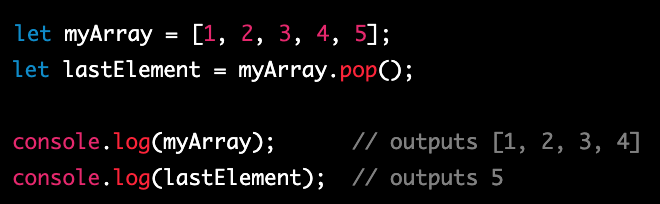 let myArray = [1, 2, 3, 4, 5];
let lastElement = myArray.pop();
console.log(myArray);      // outputs [1, 2, 3, 4]
console.log(lastElement);  // outputs 5